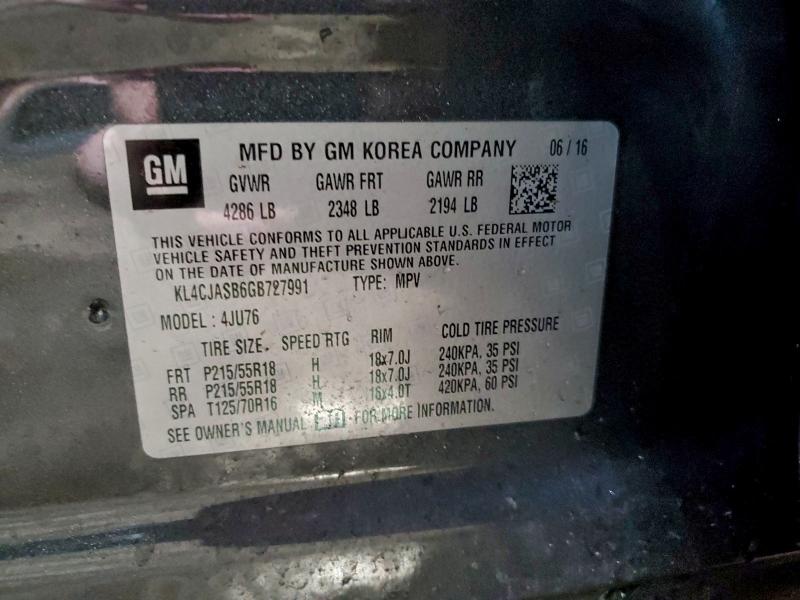 GM MFD BY GM KOREA COMPANY 06 / 16
GVWR GAWR FRT GAWR RR
4286 LB 2348 LB 2194 LB
THIS VEHICLE CONFORMS TO ALL APPLICABLE U.S. FEDERAL MOTOR
VEHICLE SAFETY AND THEFT PREVENTION STANDARDS IN EFFECT
ON THE DATE OF MANUFACTURE SHOWN ABOVE.
KL4CJASB6GB727991 TYPE: MPV
MODEL : 4JU76
TIRE SIZE. SPEED RTG RIM COLD TIRE PRESSURE
FRT P215/55R18 H 18x7.0J 240KPA, 35 PSI
RR P215/55R18 H 18x7.0J 240KPA, 35 PSI
SPA T125/70R16 M 16x4.0T 420KPA, 60 PSI
SEE OWNER'S MANUAL FOR MORE INFORMATION.